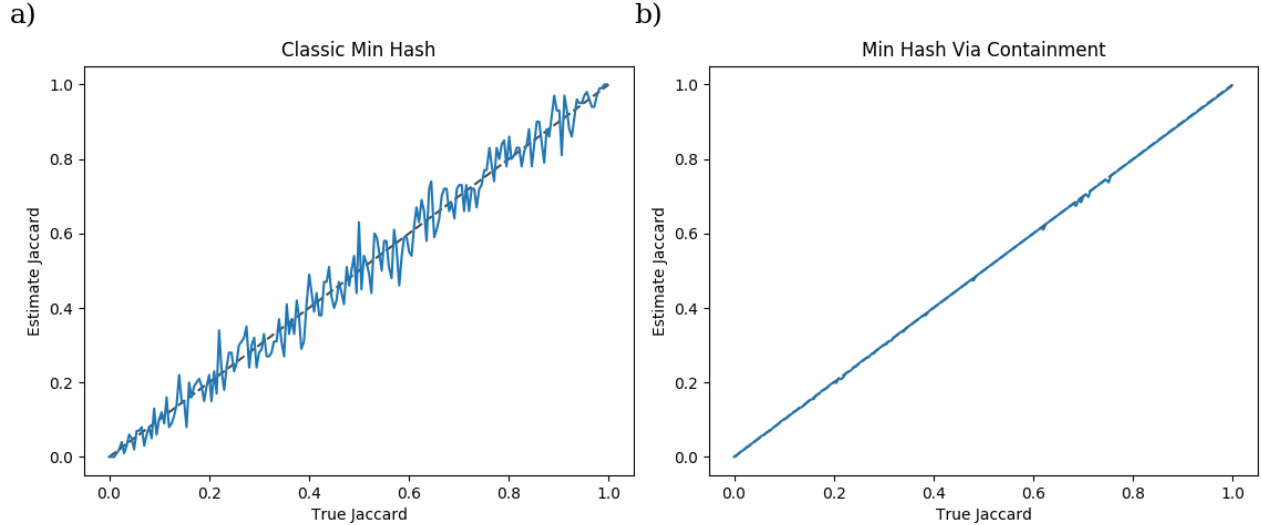 a)
Classic Min Hash
Estimate Jaccard
1.0
0.8
0.6
0.4
0.2
0.0
0.0 0.2 0.4 0.6 0.8 1.0
True Jaccard
b)
Min Hash Via Containment
Estimate Jaccard
1.0
0.8
0.6
0.4
0.2
0.0
0.0 0.2 0.4 0.6 0.8 1.0
True Jaccard